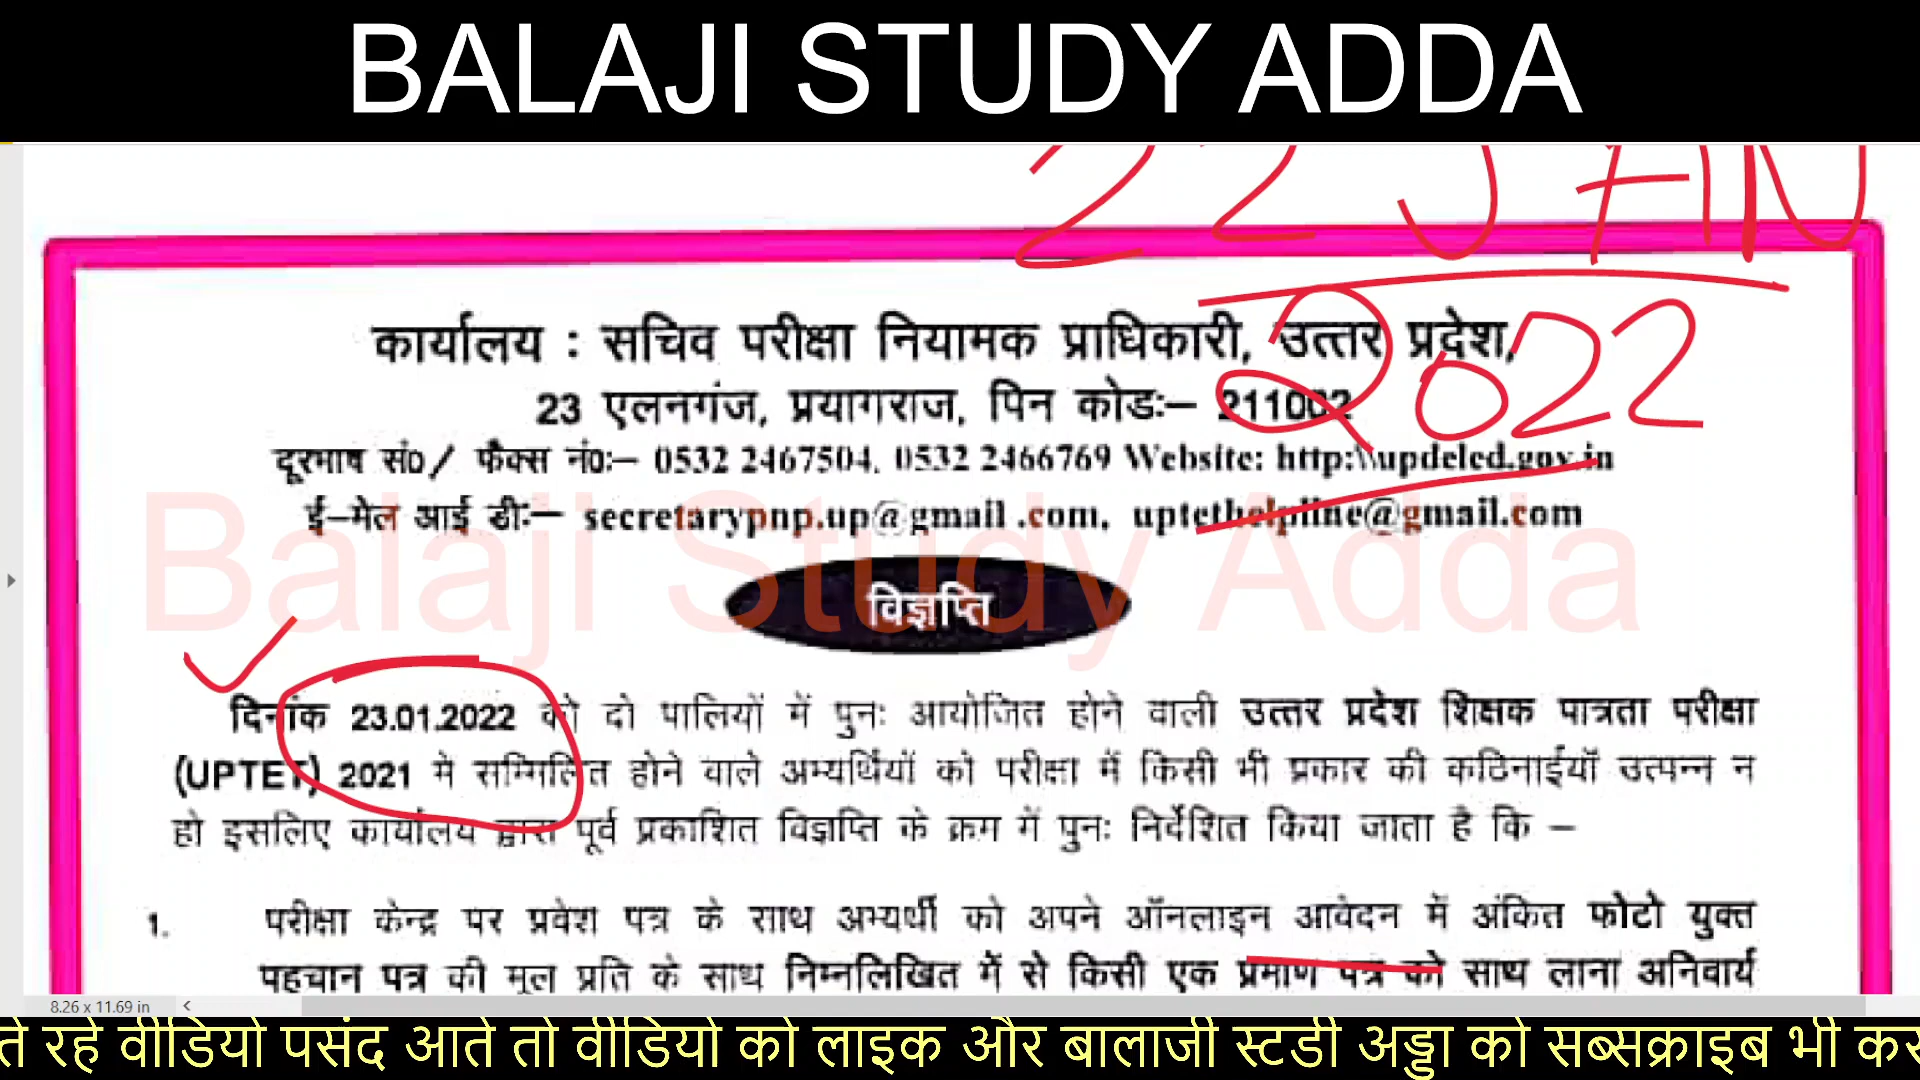 BALAJI STUDY ADDA
22 JAN
2022
कार्यालय : सचिव परीक्षा नियामक प्राधिकारी, उत्तर प्रदेश,
23 एलनगंज, प्रयागराज, पिन कोडः– 211002
दूरभाष सं0/ फैक्स नं0:– 0532 2467504, 0532 2466769 Website: http:\\updeled.gov.in
ई–मेल आई डीः– secretarypnp.up@gmail .com, uptethelpline@gmail.com
Balaji Study Adda
विज्ञप्ति
दिनांक 23.01.2022 को दो पालियों में पुनः आयोजित होने वाली उत्तर प्रदेश शिक्षक पात्रता परीक्षा
(UPTET) 2021 में सम्मिलित होने वाले अभ्यर्थियों को परीक्षा में किसी भी प्रकार की कठिनाईयॉ उत्पन्न न
हो इसलिए कार्यालय द्वारा पूर्व प्रकाशित विज्ञप्ति के क्रम में पुनः निर्देशित किया जाता है कि –
1. परीक्षा केन्द्र पर प्रवेश पत्र के साथ अभ्यर्थी को अपने ऑनलाइन आवेदन में अंकित फोटो युक्त
पहचान पत्र की मूल प्रति के साथ निम्नलिखित में से किसी एक प्रमाण पत्र को साथ लाना अनिवार्य
8.26 x 11.69 in
ते रहे वीडियो पसंद आते तो वीडियो को लाइक और बालाजी स्टडी अड्डा को सब्सक्राइब भी कर